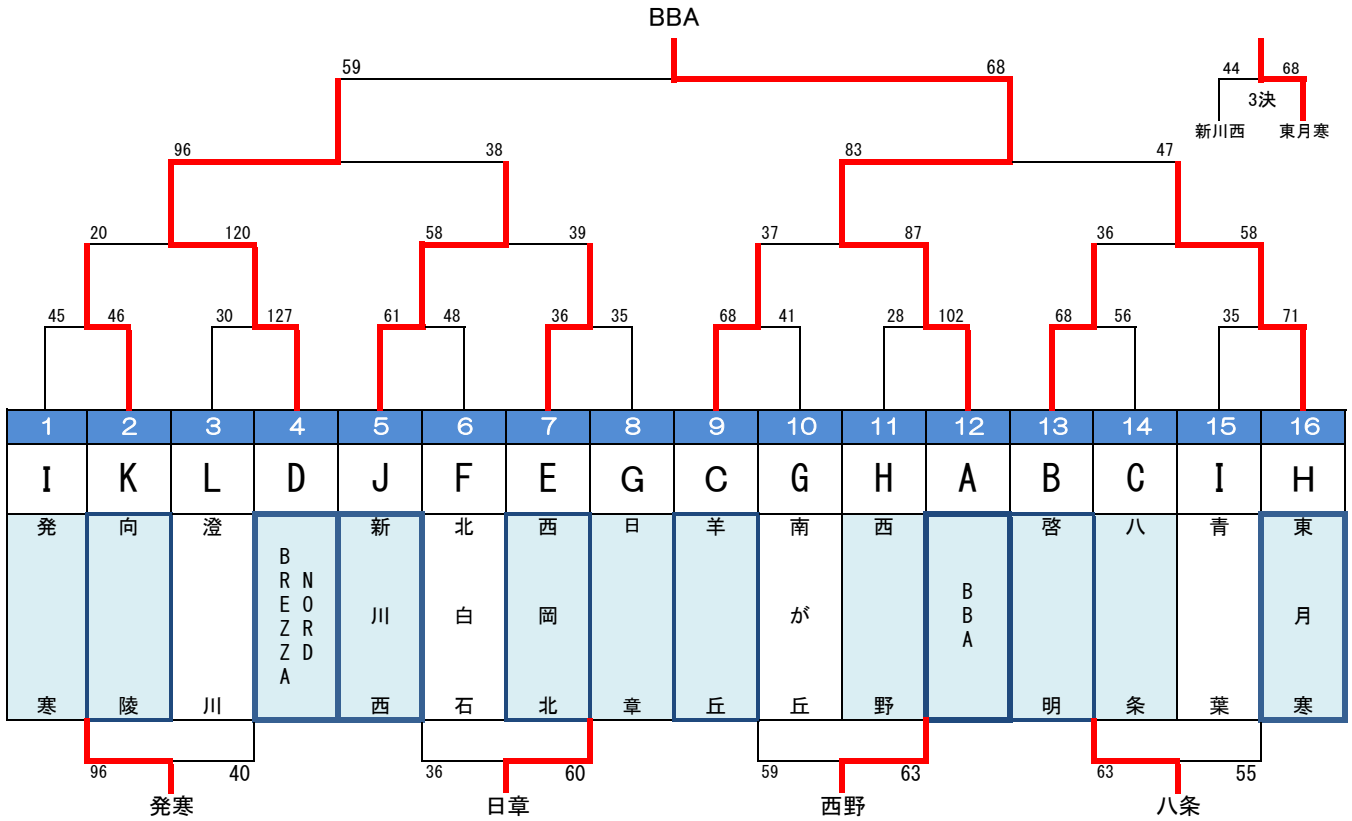 BBA
59 68
44 68
3決
新川西 東月寒
96 38 83 47
20 120 58 39 37 87 36 58
45 46 30 127 61 48 36 35 68 41 28 102 68 56 35 71
1 2 3 4 5 6 7 8 9 10 11 12 13 14 15 16
I K L D J F E G C G H A B C I H
発寒
向陵
澄川
BREZZA
NORD
新川西
北白石
西岡北
日章
羊丘
南が丘
西野
BBA
啓明
八条
青葉
東月寒
96 40 36 60 59 63 63 55
発寒 日章 西野 八条